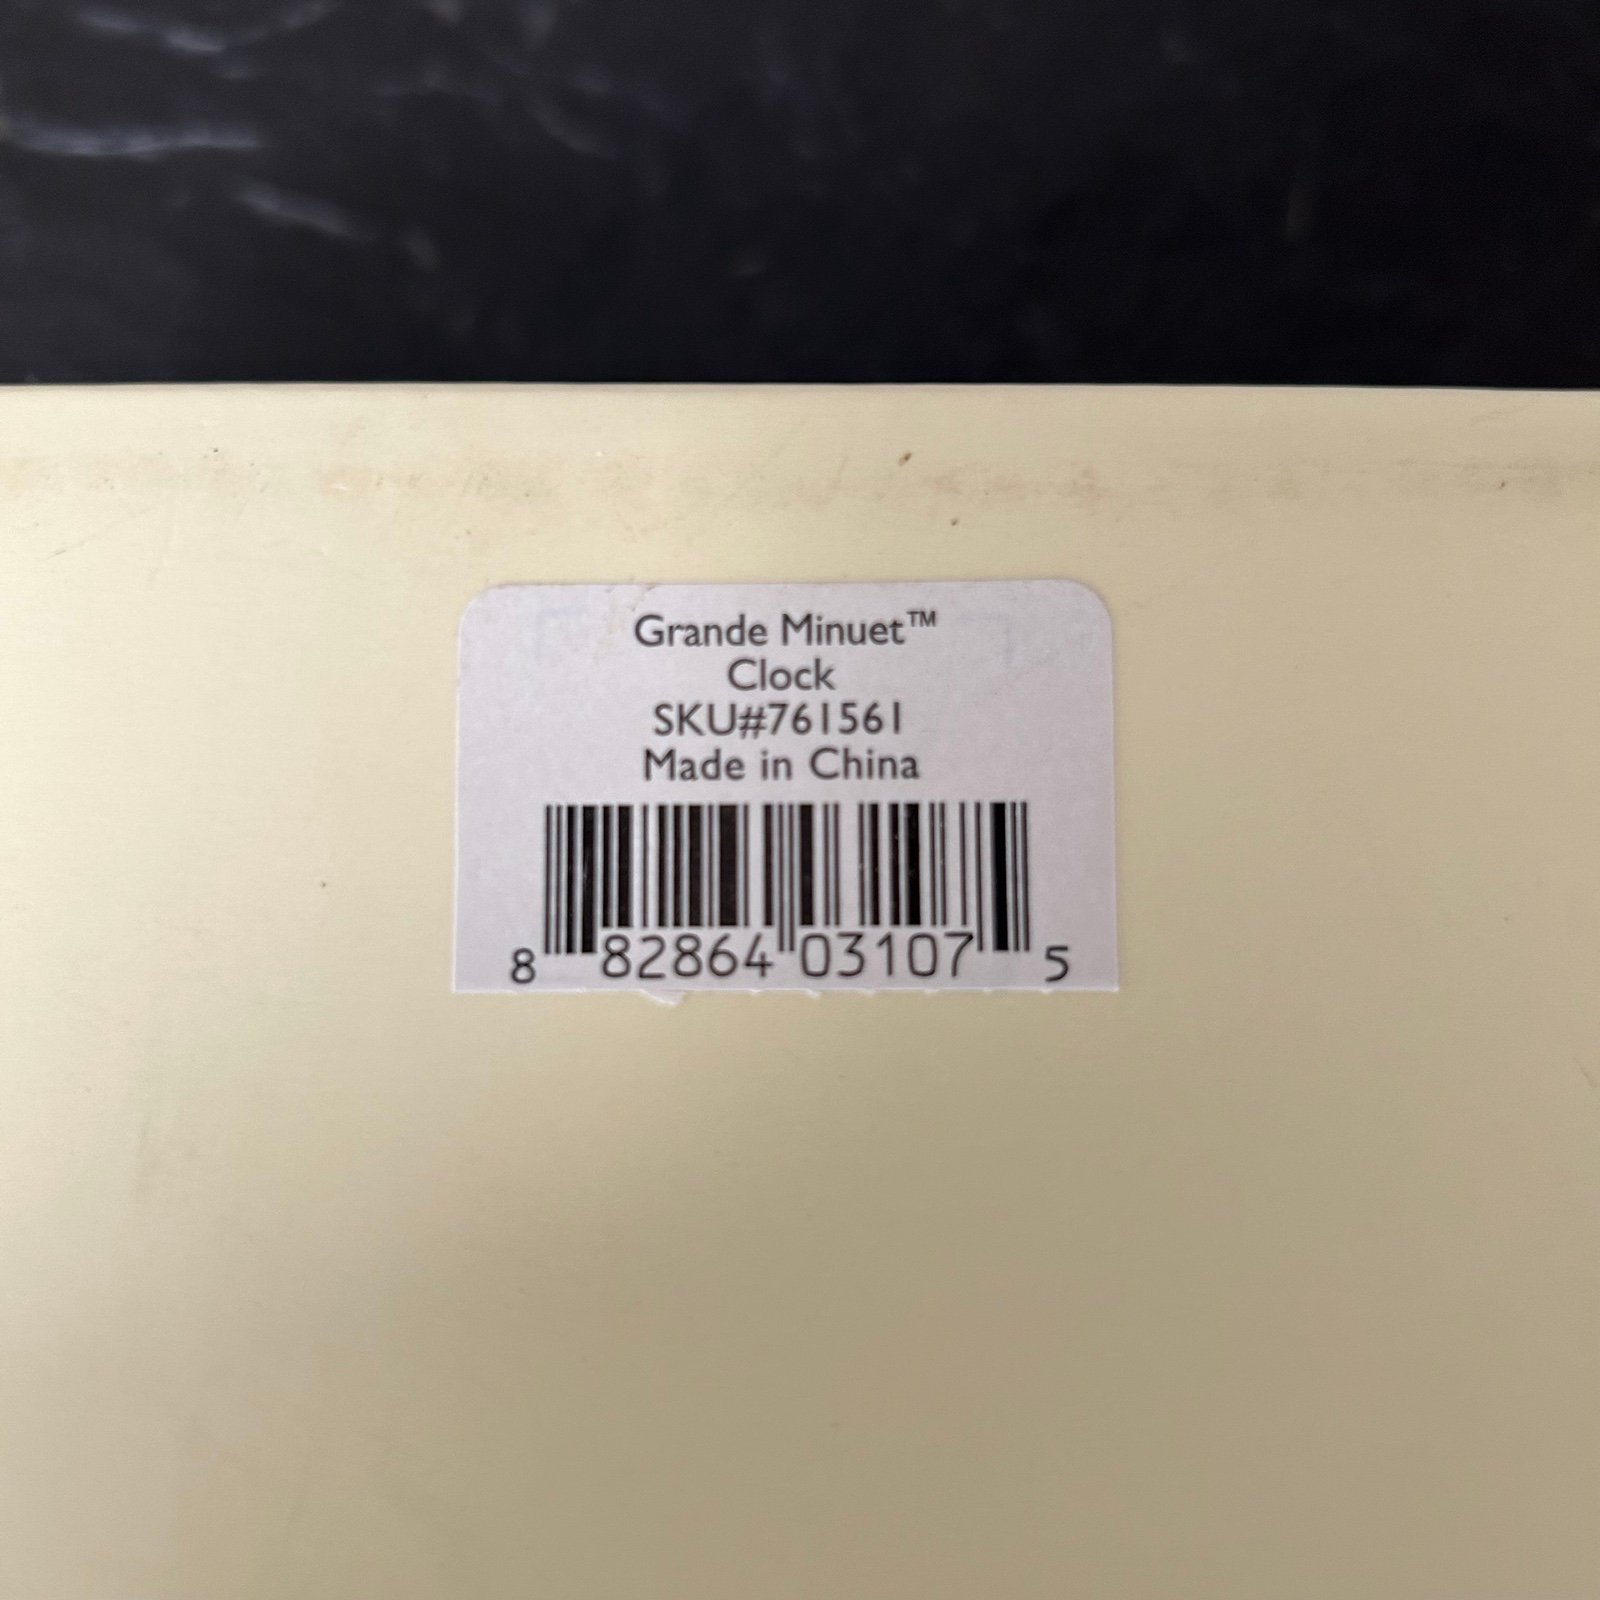 Grande Minuet™
Clock
SKU#761561
Made in China
8 82864 03107 5